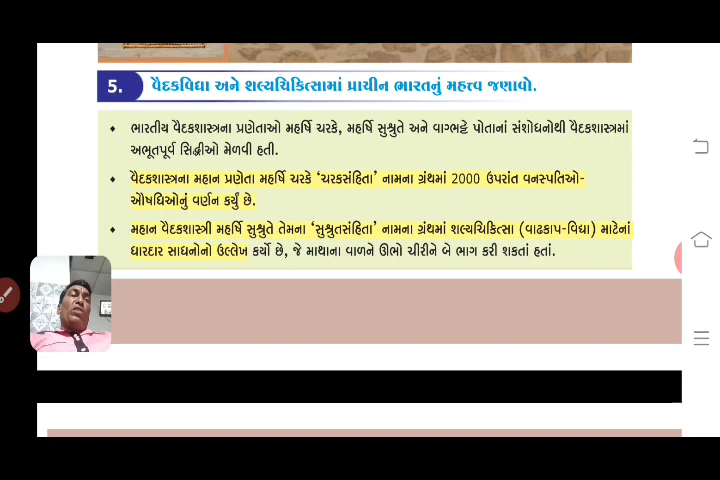 5. વૈદકવિદ્યા અને શલ્યચિકિત્સામાં પ્રાચીન ભારતનું મહત્ત્વ જણાવો.
♦ ભારતીય વૈદકશાસ્ત્રના પ્રણેતાઓ મહર્ષિ ચરકે, મહર્ષિ સુશ્રુતે અને વાગ્ભટ્ટે પોતાનાં સંશોધનોથી વૈદકશાસ્ત્રમાં
અભૂતપૂર્વ સિદ્ધીઓ મેળવી હતી.
♦ વૈદકશાસ્ત્રના મહાન પ્રણેતા મહર્ષિ ચરકે ‘ચરકસંહિતા’ નામના ગ્રંથમાં 2000 ઉપરાંત વનસ્પતિઓ-
ઔષધિઓનું વર્ણન કર્યું છે.
♦ મહાન વૈદકશાસ્ત્રી મહર્ષિ સુશ્રુતે તેમના ‘સુશ્રુતસંહિતા’ નામના ગ્રંથમાં શલ્યચિકિત્સા (વાઢકાપ-વિદ્યા) માટેનાં
ધારદાર સાધનોનો ઉલ્લેખ કર્યો છે, જે માથાના વાળને ઊભો ચીરીને બે ભાગ કરી શકતાં હતાં.